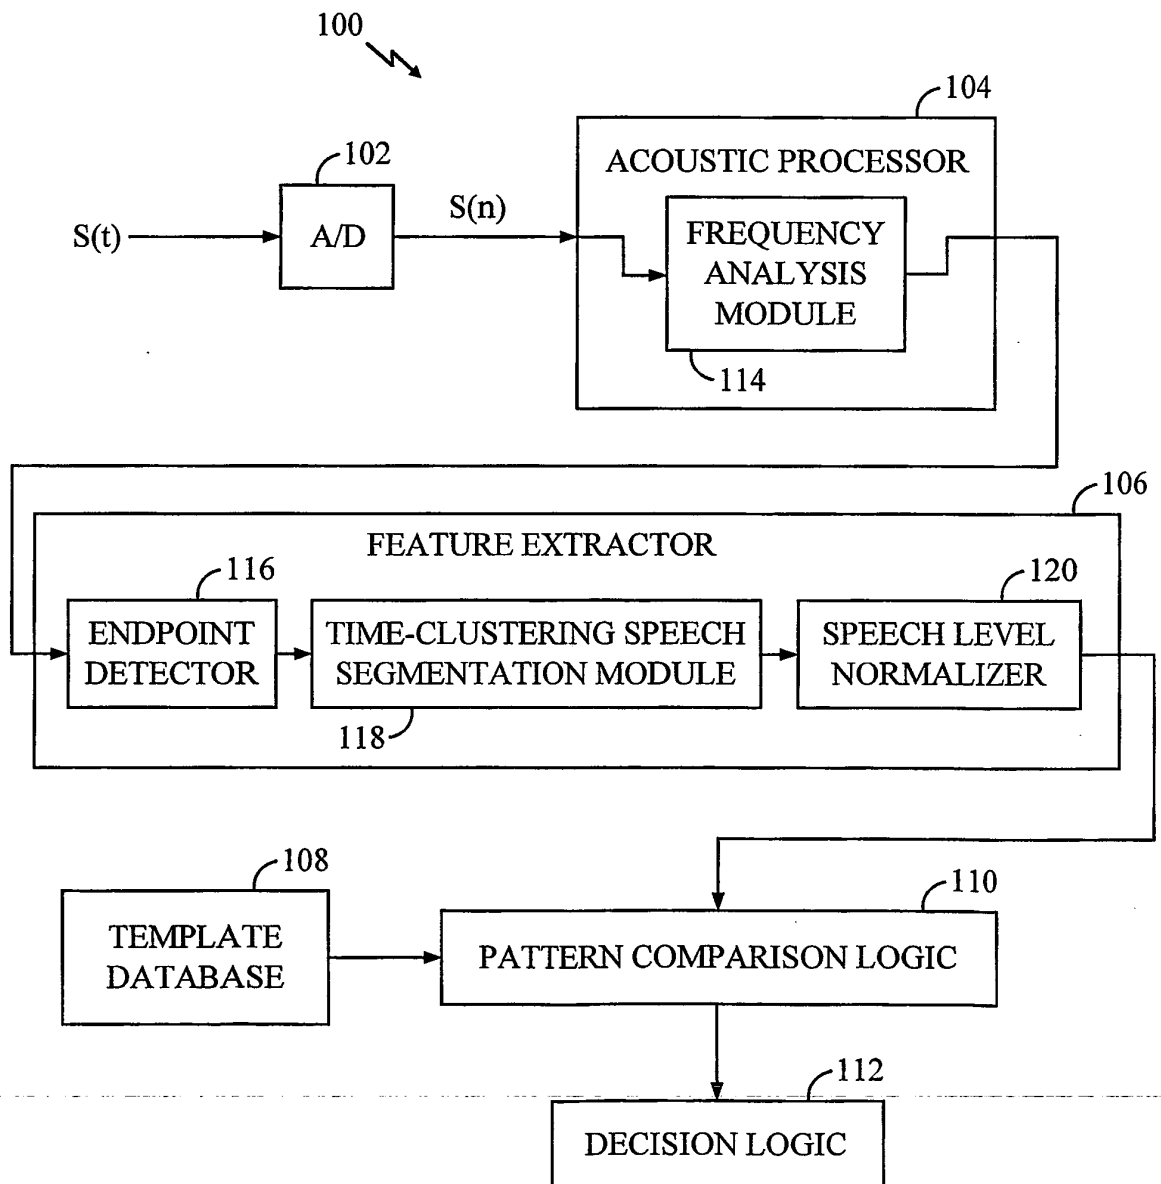 100
104
102
ACOUSTIC PROCESSOR
S(t)
A/D
S(n)
FREQUENCY
ANALYSIS
MODULE
114
106
FEATURE EXTRACTOR
116
120
ENDPOINT
DETECTOR
TIME-CLUSTERING SPEECH
SEGMENTATION MODULE
SPEECH LEVEL
NORMALIZER
118
108
110
TEMPLATE
DATABASE
PATTERN COMPARISON LOGIC
112
DECISION LOGIC